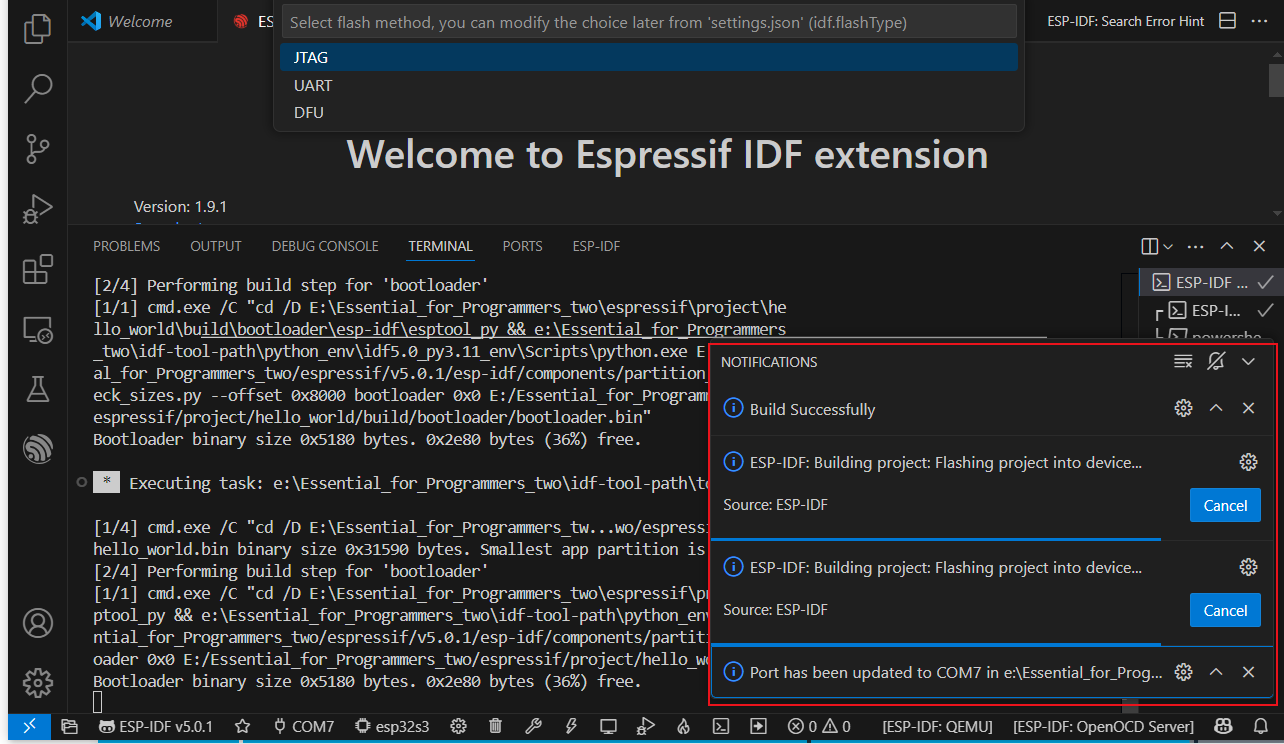 Welcome
ES
Select flash method, you can modify the choice later from 'settings.json' (idf.flashType)
ESP-IDF: Search Error Hint
JTAG
UART
DFU
Welcome to Espressif IDF extension
Version: 1.9.1
PROBLEMS OUTPUT DEBUG CONSOLE TERMINAL PORTS ESP-IDF
[2/4] Performing build step for 'bootloader'
[1/1] cmd.exe /C "cd /D E:\Essential_for_Programmers_two\espressif\project\he
llo_world\build\bootloader\esp-idf\esptool_py && e:\Essential_for_Programmers
_two\idf-tool-path\python_env\idf5.0_py3.11_env\Scripts\python.exe E
al_for_Programmers_two/espressif/v5.0.1/esp-idf/components/partition_
eck_sizes.py --offset 0x8000 bootloader 0x0 E:/Essential_for_Programm
espressif/project/hello_world/build/bootloader/bootloader.bin"
Bootloader binary size 0x5180 bytes. 0x2e80 bytes (36%) free.
* Executing task: e:\Essential_for_Programmers_two\idf-tool-path\to
[1/4] cmd.exe /C "cd /D E:\Essential_for_Programmers_tw...wo/espressi
hello_world.bin binary size 0x31590 bytes. Smallest app partition is
[2/4] Performing build step for 'bootloader'
[1/1] cmd.exe /C "cd /D E:\Essential_for_Programmers_two\espressif\pr
ptool_py && e:\Essential_for_Programmers_two\idf-tool-path\python_env
ntial_for_Programmers_two/espressif/v5.0.1/esp-idf/components/partiti
oader 0x0 E:/Essential_for_Programmers_two/espressif/project/hello_wo
Bootloader binary size 0x5180 bytes. 0x2e80 bytes (36%) free.
ESP-IDF ...
ESP-I...
powershe
NOTIFICATIONS
Build Successfully
ESP-IDF: Building project: Flashing project into device...
Source: ESP-IDF
Cancel
ESP-IDF: Building project: Flashing project into device...
Source: ESP-IDF
Cancel
Port has been updated to COM7 in e:\Essential_for_Prog...
ESP-IDF v5.0.1 COM7 esp32s3 0 0 [ESP-IDF: QEMU] [ESP-IDF: OpenOCD Server]